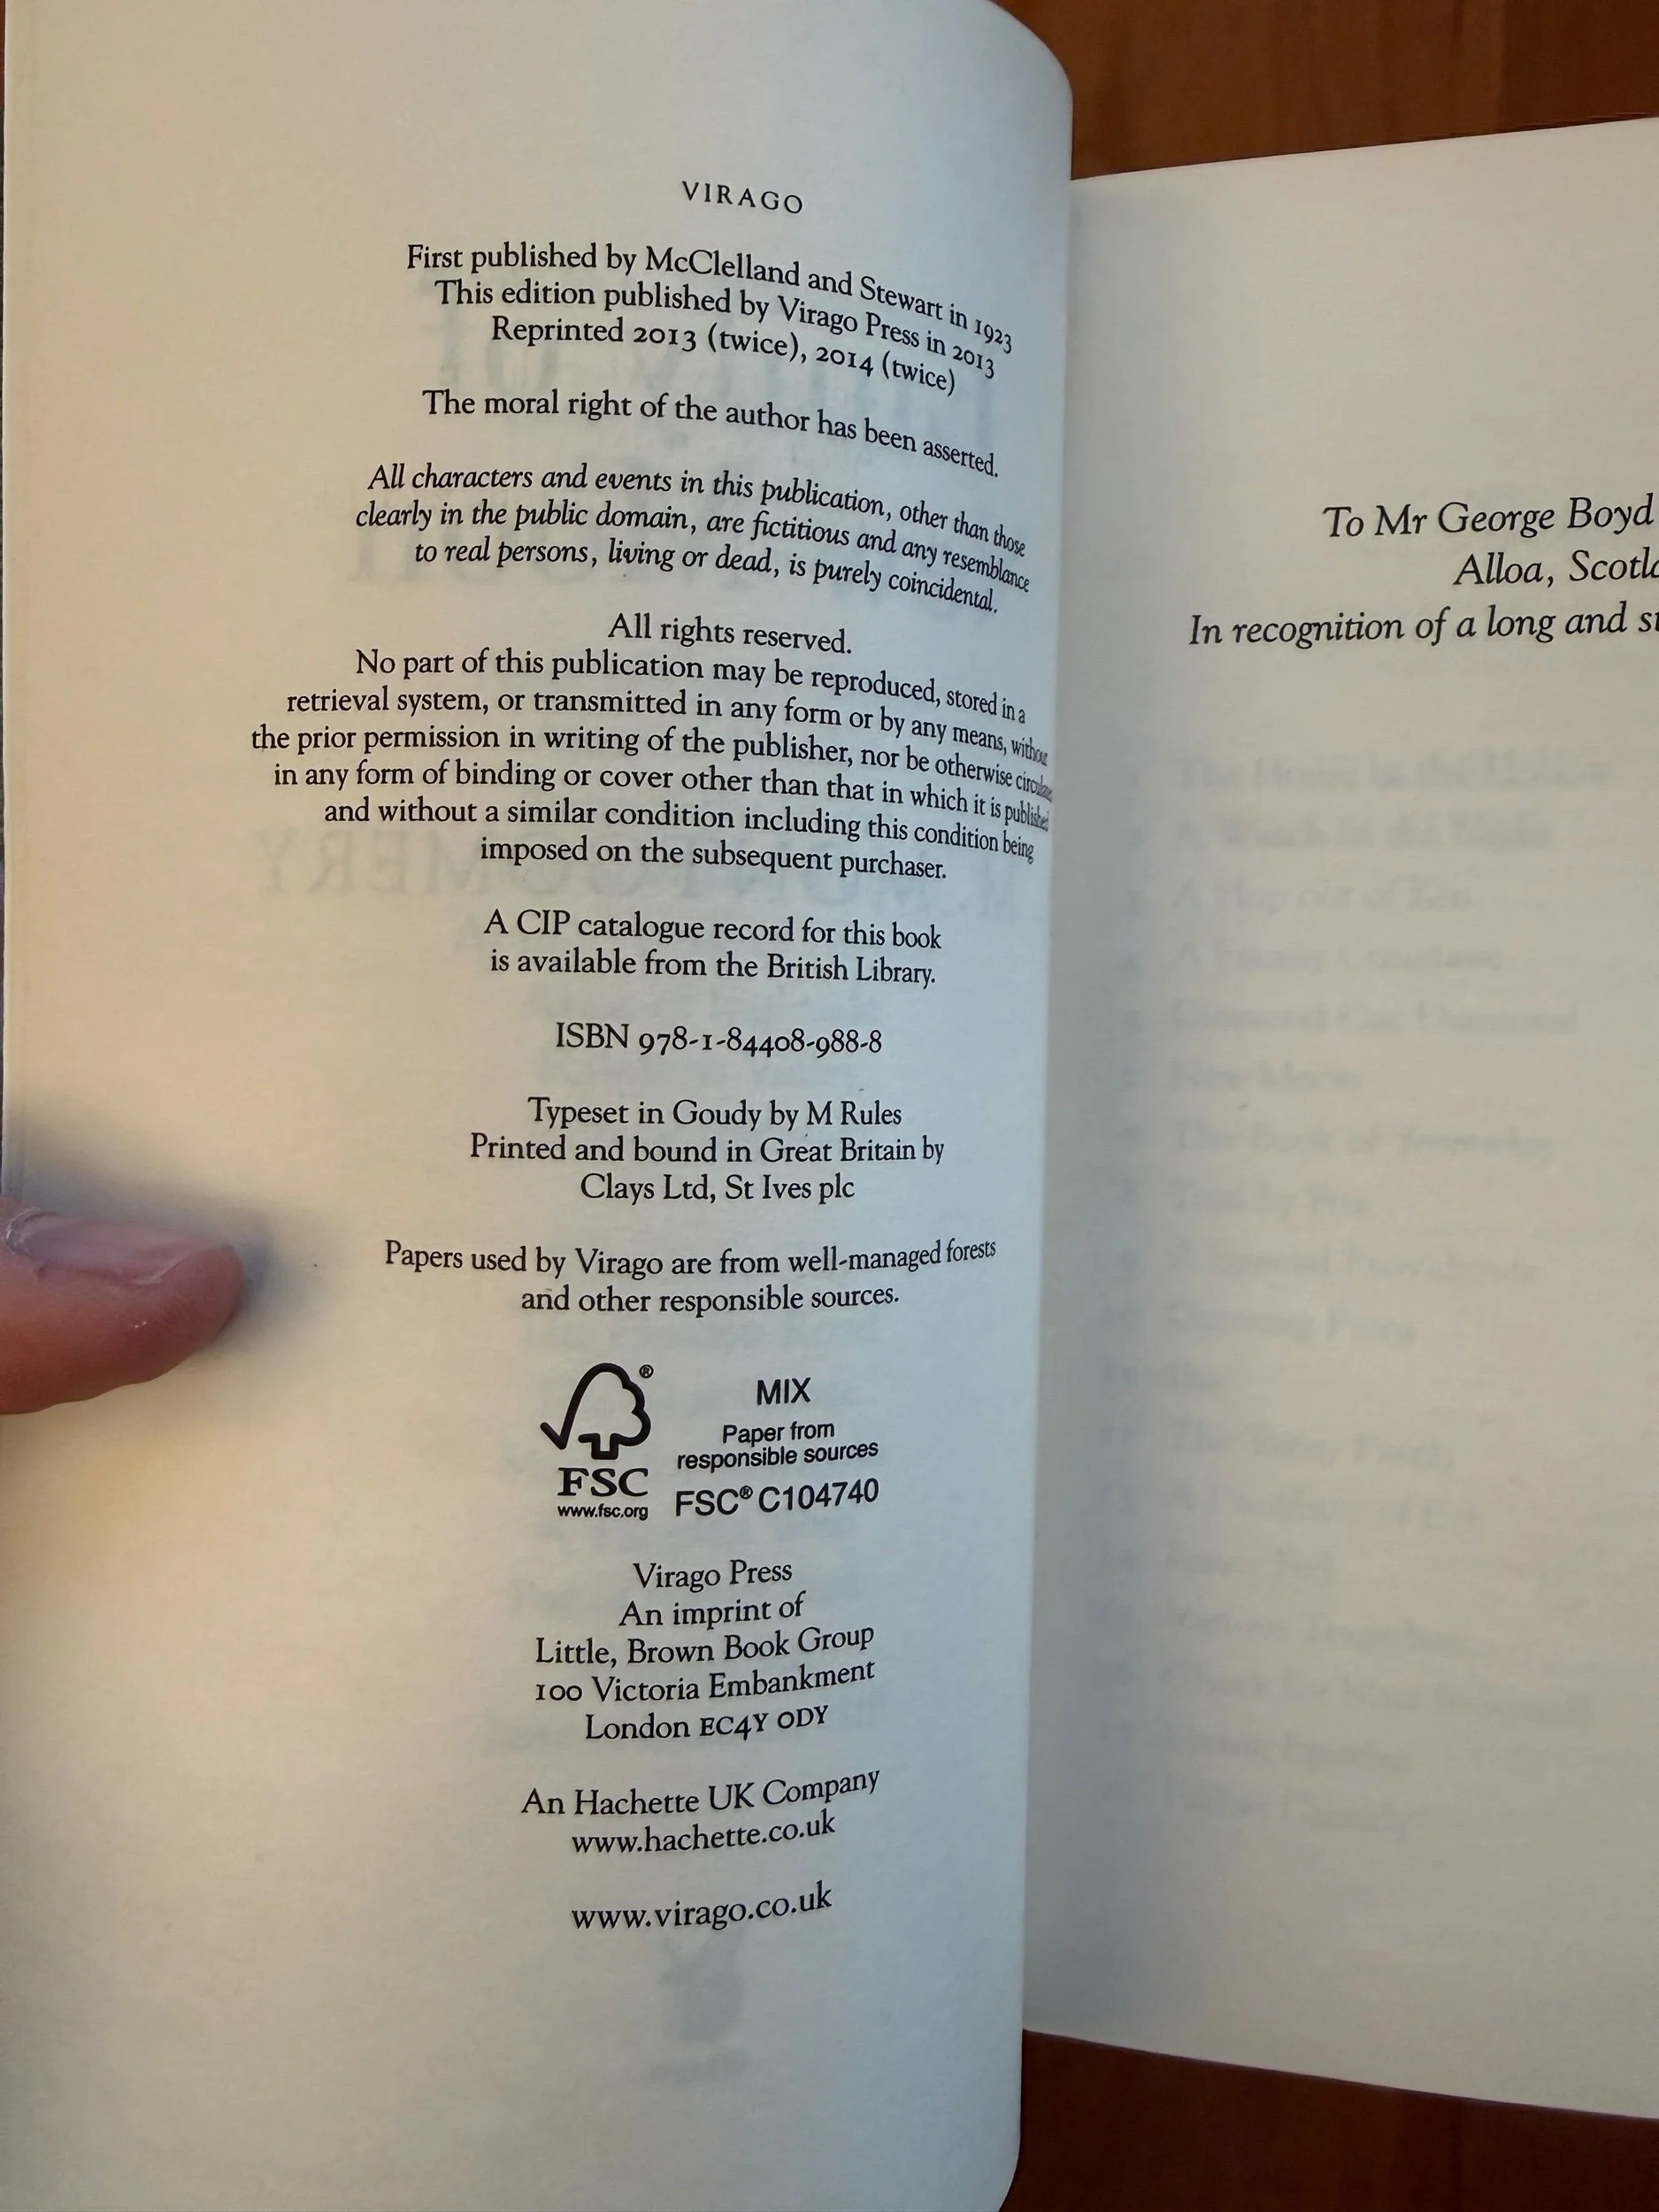 VIRAGO
First published by McClelland and Stewart in 1923
This edition published by Virago Press in 2013
Reprinted 2013 (twice), 2014 (twice)
The moral right of the author has been asserted.
All characters and events in this publication, other than those
clearly in the public domain, are fictitious and any resemblance
to real persons, living or dead, is purely coincidental.
All rights reserved.
No part of this publication may be reproduced, stored in a
retrieval system, or transmitted in any form or by any means, without
the prior permission in writing of the publisher, nor be otherwise
in any form of binding or cover other than that in which it is published
and without a similar condition including this condition being
imposed on the subsequent purchaser.
A CIP catalogue record for this book
is available from the British Library.
ISBN 978-1-84408-988-8
Typeset in Goudy by M Rules
Printed and bound in Great Britain by
Clays Ltd, St Ives plc
Papers used by Virago are from well-managed forests
and other responsible sources.
FSC®
www.fsc.org
MIX
Paper from
responsible sources
FSC® C104740
Virago Press
An imprint of
Little, Brown Book Group
100 Victoria Embankment
London EC4Y 0DY
An Hachette UK Company
www.hachette.co.uk
www.virago.co.uk
To Mr George Boyd
Alloa,
In recognition of a long and